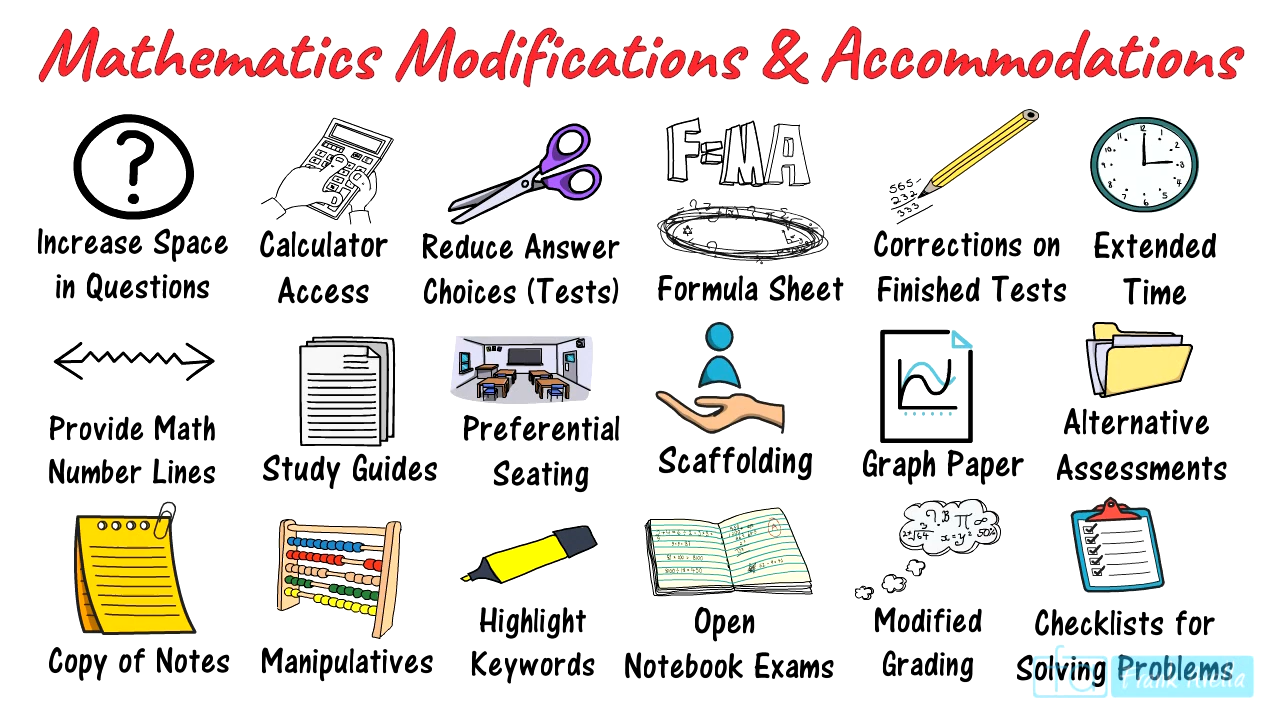 Mathematics Modifications & Accommodations
F=MA
565-
232
333
Increase Space
in Questions
Calculator
Access
Reduce Answer
Choices (Tests)
Formula Sheet
Corrections on
Finished Tests
Extended
Time
Provide Math
Number Lines
Study Guides
Preferential
Seating
Scaffolding
Graph Paper
Alternative
Assessments
Copy of Notes
Manipulatives
Highlight
Keywords
Open
Notebook Exams
Modified
Grading
Checklists for
Solving Problems